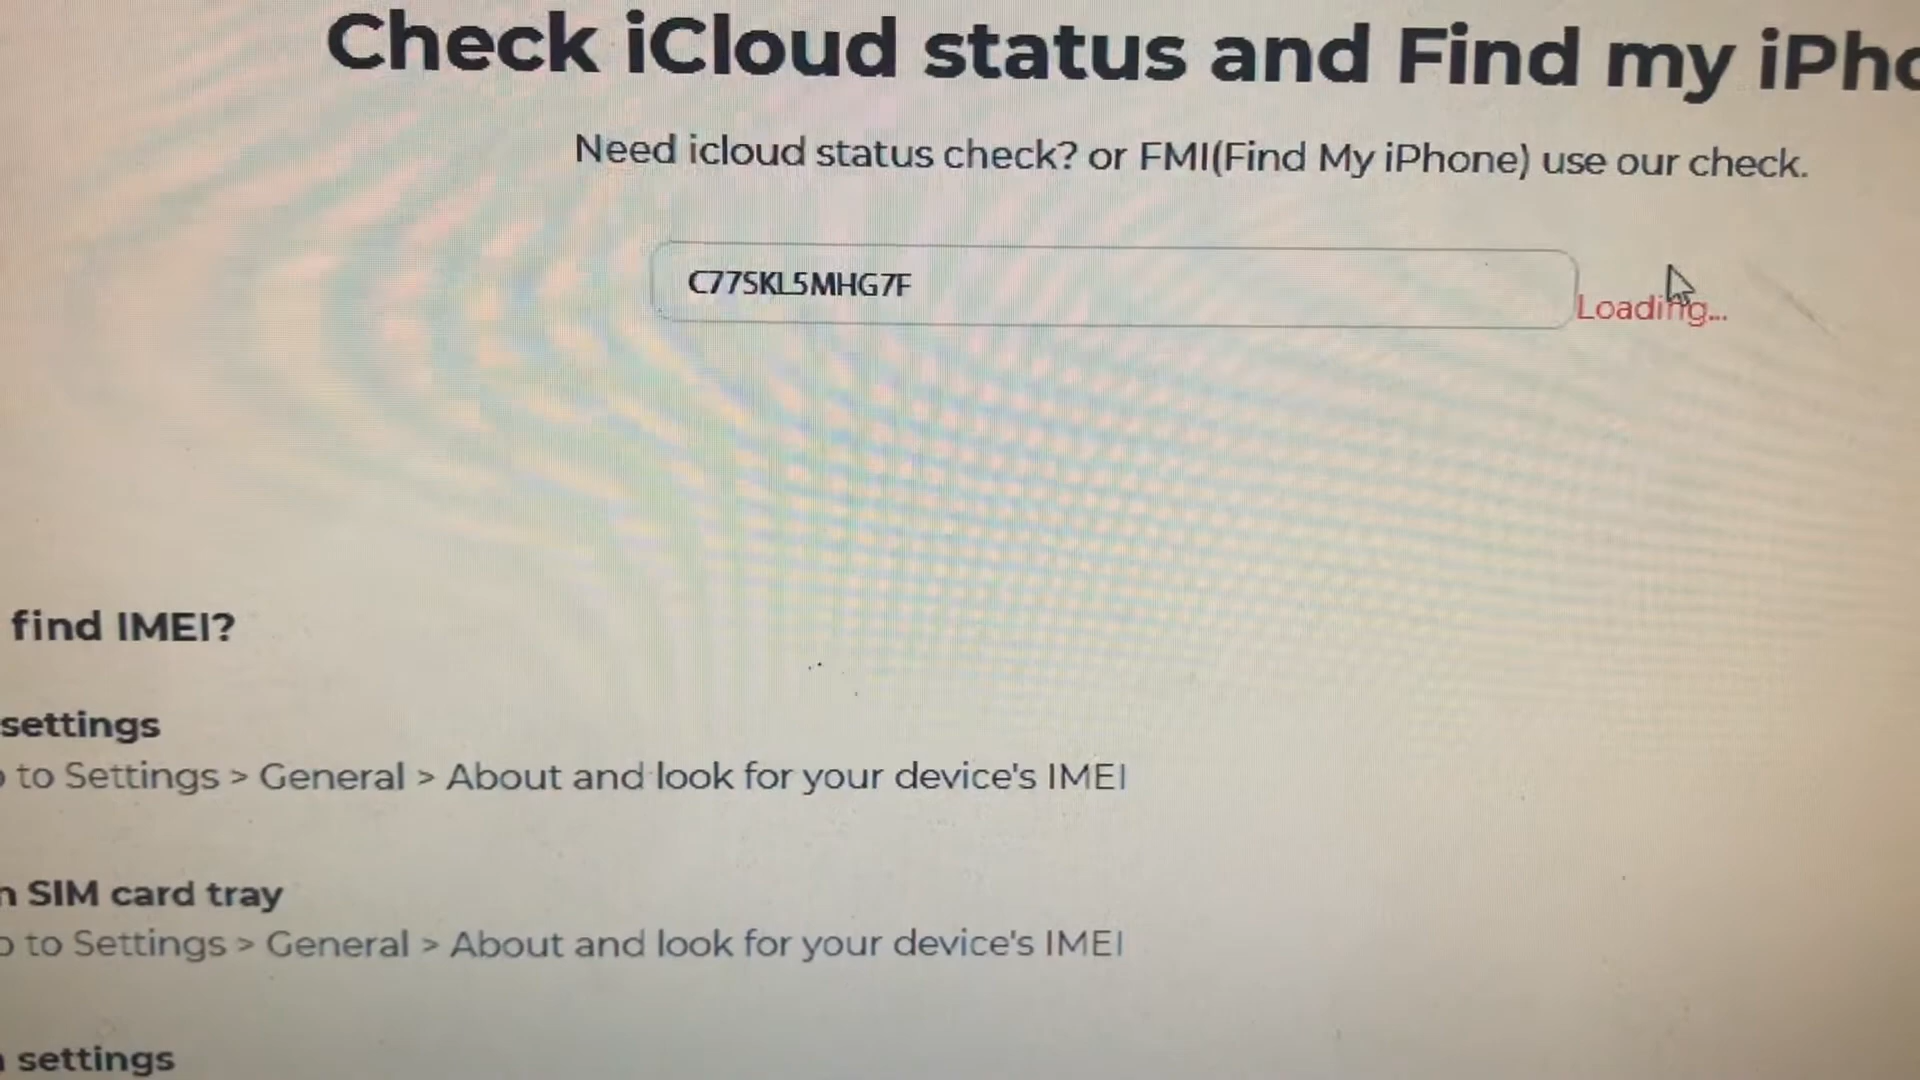 Check iCloud status and Find my iPho
Need icloud status check? or FMI(Find My iPhone) use our check.
C77SKL5MHG7F
Loading...
find IMEI?
settings
to Settings > General > About and look for your device's IMEI
SIM card tray
to Settings > General > About and look for your device's IMEI
settings